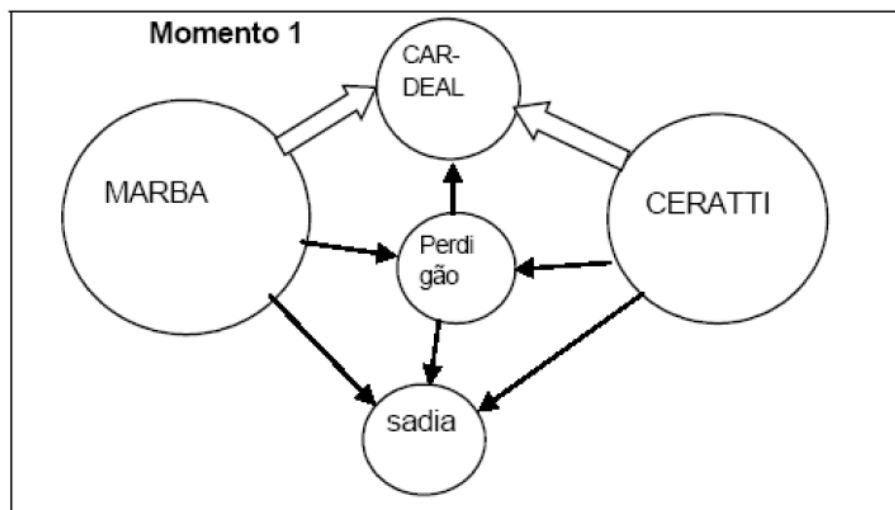 Momento 1
CAR-
DEAL
MARBA
CERATTI
Perdi
gão
sadia